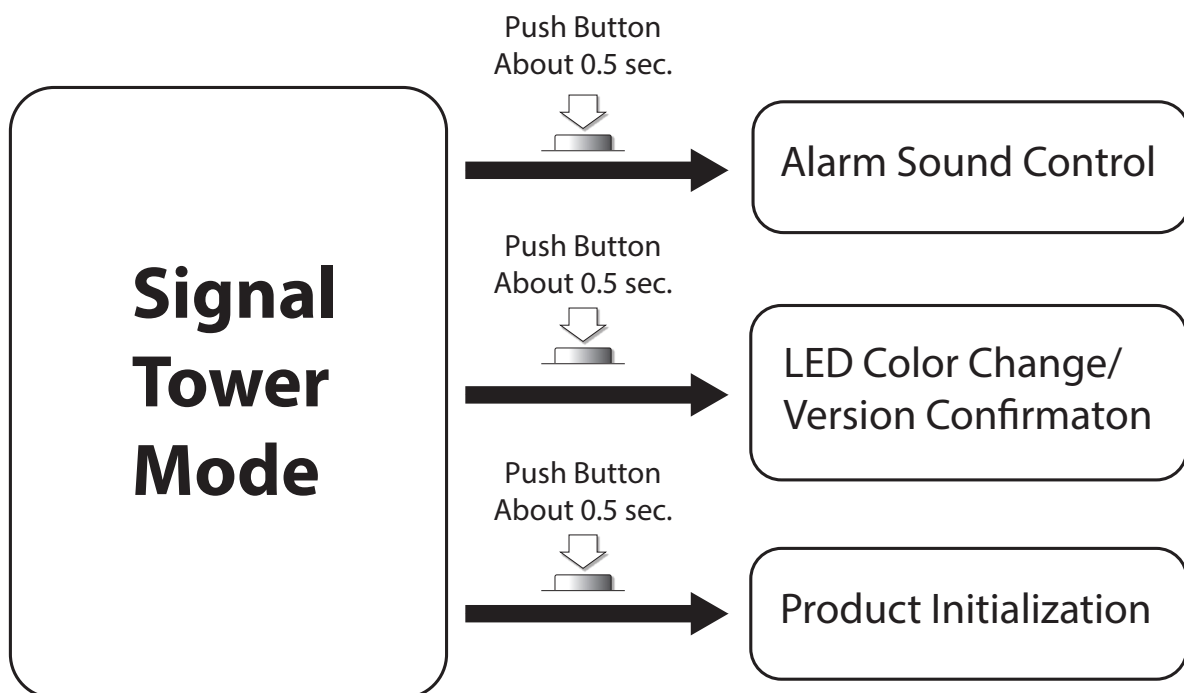 Signal
Tower
Mode
Push Button
About 0.5 sec.
Alarm Sound Control
Push Button
About 0.5 sec.
LED Color Change/
Version Confirmaton
Push Button
About 0.5 sec.
Product Initialization